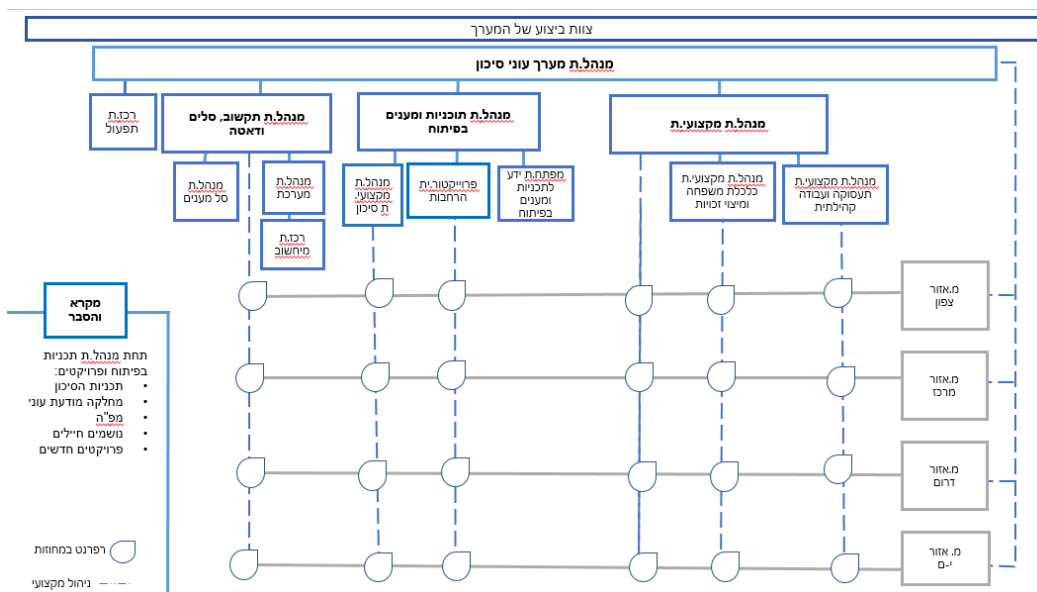 צוות ביצוע של המערך
מנהל.ת מערך עוני סיכון
מנהל.ת מקצועי.ת
מנהל.ת תוכניות ומענים
בפיתוח
מנהל.ת תקשוב, סלים
ודאטה
רכז.ת
תפעול
מנהל.ת מקצועי.ת
תעסוקה ועבודה
קהילתית
מנהל.ת מקצועי.ת
כלכלת משפחה
ומיצוי זכויות
מפתח.ת ידע
לתכניות
ומענים
בפיתוח
פרוייקטור.ית
הרחבות
מנהל.ת
מקצועי.
ת סיכון
מנהל.ת
מערכת
רכז.ת
מיחשוב
מנהל.ת
סל מענים
מ.אזור
צפון
מ.אזור
מרכז
מ.אזור
דרום
מ. אזור
י-ם
מקרא
והסבר
תחת מנהל.ת תכניות
בפיתוח ופרויקטים:
• תכניות הסיכון
• מחלקה מודעת עוני
• מפ"ה
• נושמים חיילים
• פרויקטים חדשים
רפרנט במחוזות
ניהול מקצועי